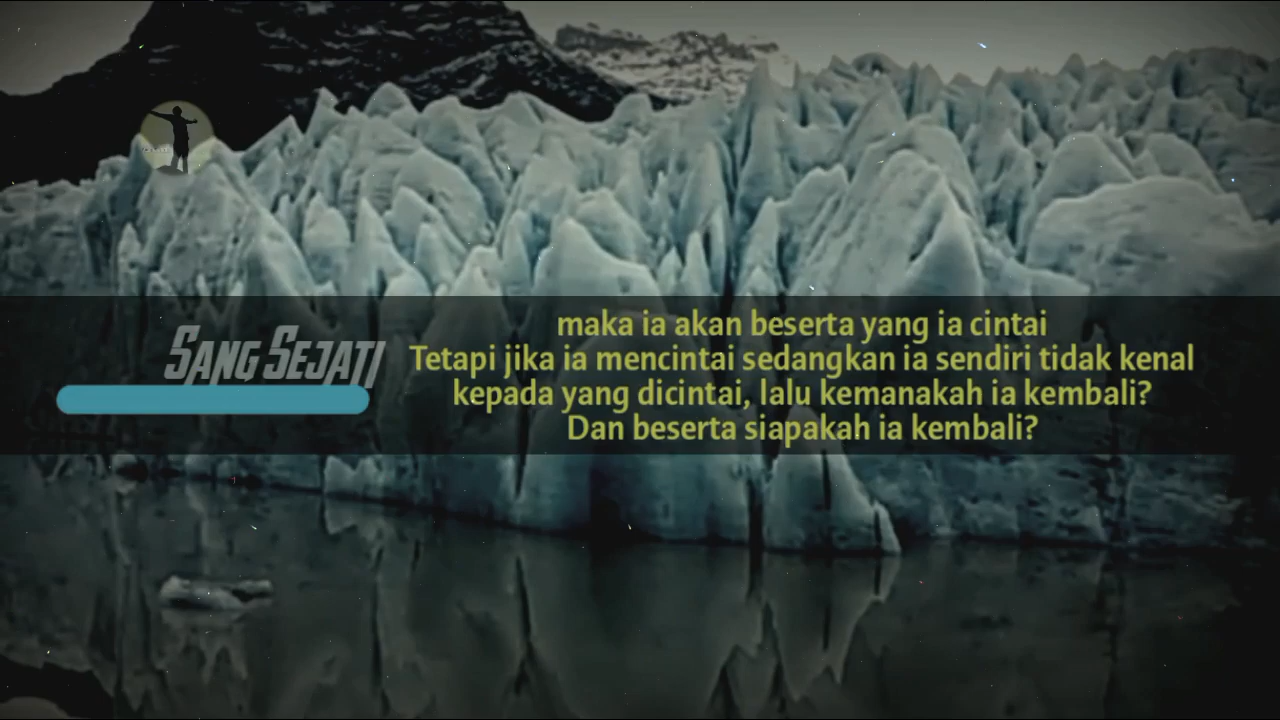 SANG SEJATI
maka ia akan beserta yang ia cintai
Tetapi jika ia mencintai sedangkan ia sendiri tidak kenal
kepada yang dicintai, lalu kemanakah ia kembali?
Dan beserta siapakah ia kembali?